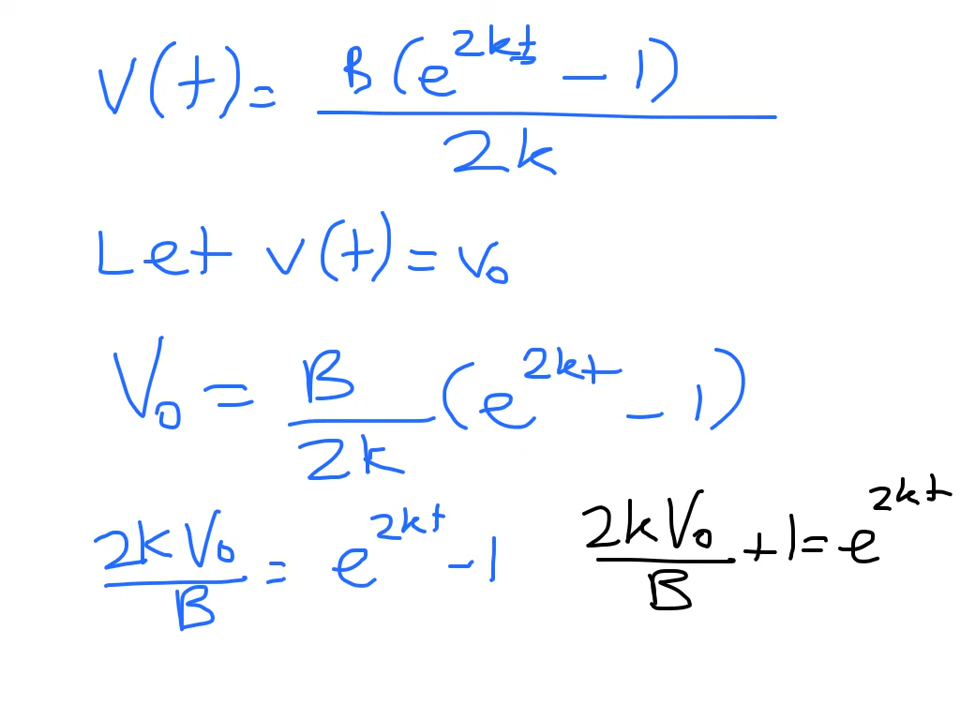 V(t) = B(e^{2kt} - 1) / 2k
Let v(t) = v₀
V₀ = B/2k (e^{2kt} - 1)
2kV₀/B = e^{2kt} - 1
2kV₀/B + 1 = e^{2kt}